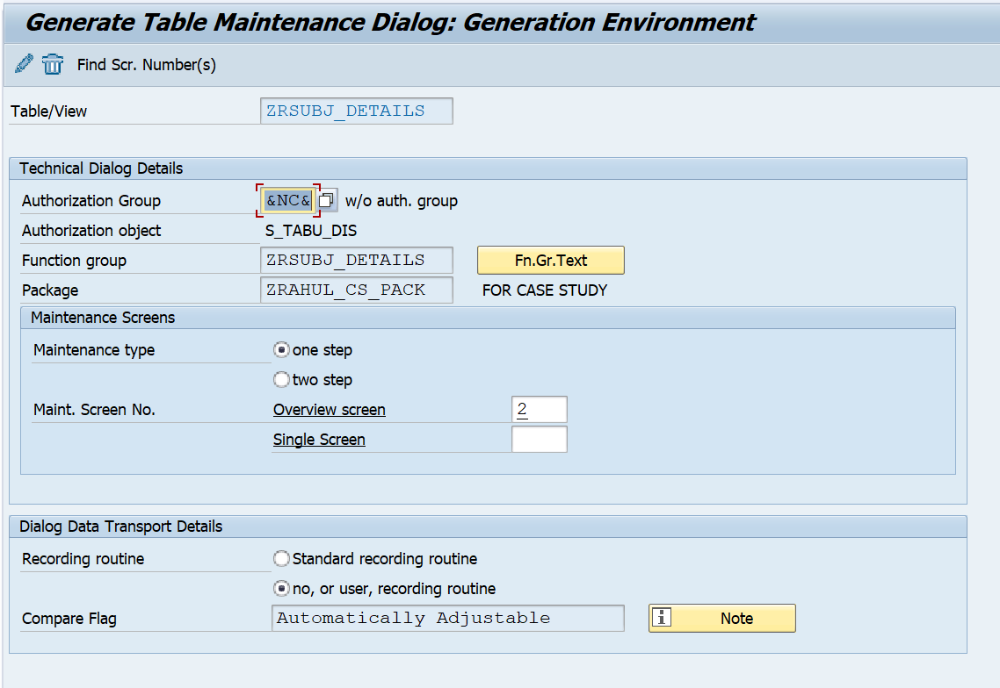 Generate Table Maintenance Dialog: Generation Environment
Find Scr. Number(s)
Table/View ZRSUBJ_DETAILS
Technical Dialog Details
Authorization Group &NC& w/o auth. group
Authorization object S_TABU_DIS
Function group ZRSUBJ_DETAILS Fn.Gr.Text
Package ZRAHUL_CS_PACK FOR CASE STUDY
Maintenance Screens
Maintenance type one step
two step
Maint. Screen No. Overview screen 2
Single Screen
Dialog Data Transport Details
Recording routine Standard recording routine
no, or user, recording routine
Compare Flag Automatically Adjustable Note